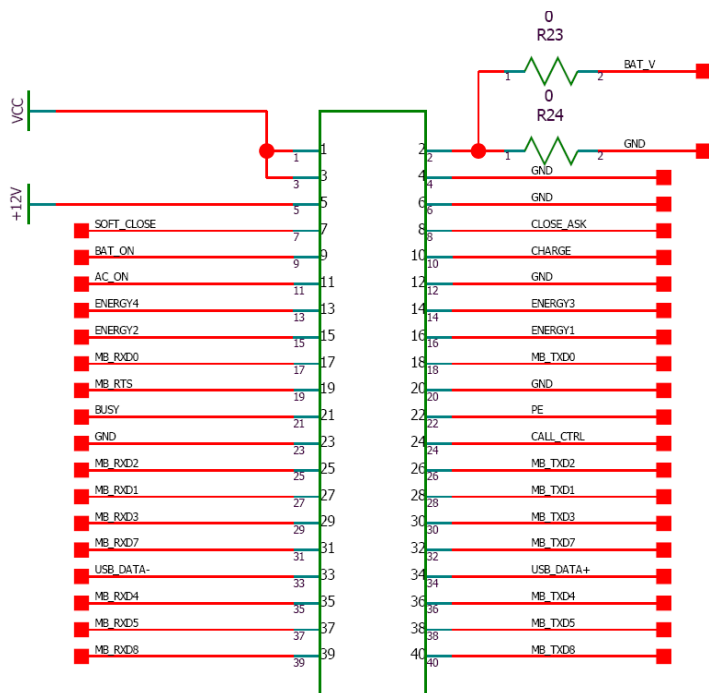 0
R23
1 2 BAT_V
0
R24
VCC 1 1 2 2 1 2 GND
3 3 4 4 GND
+12V 5 5 6 6 GND
SOFT_CLOSE 7 7 8 8 CLOSE_ASK
BAT_ON 9 9 10 10 CHARGE
AC_ON 11 11 12 12 GND
ENERGY4 13 13 14 14 ENERGY3
ENERGY2 15 15 16 16 ENERGY1
MB_RXD0 17 17 18 18 MB_TXD0
MB_RTS 19 19 20 20 GND
BUSY 21 21 22 22 PE
GND 23 23 24 24 CALL_CTRL
MB_RXD2 25 25 26 26 MB_TXD2
MB_RXD1 27 27 28 28 MB_TXD1
MB_RXD3 29 29 30 30 MB_TXD3
MB_RXD7 31 31 32 32 MB_TXD7
USB_DATA- 33 33 34 34 USB_DATA+
MB_RXD4 35 35 36 36 MB_TXD4
MB_RXD5 37 37 38 38 MB_TXD5
MB_RXD8 39 39 40 40 MB_TXD8